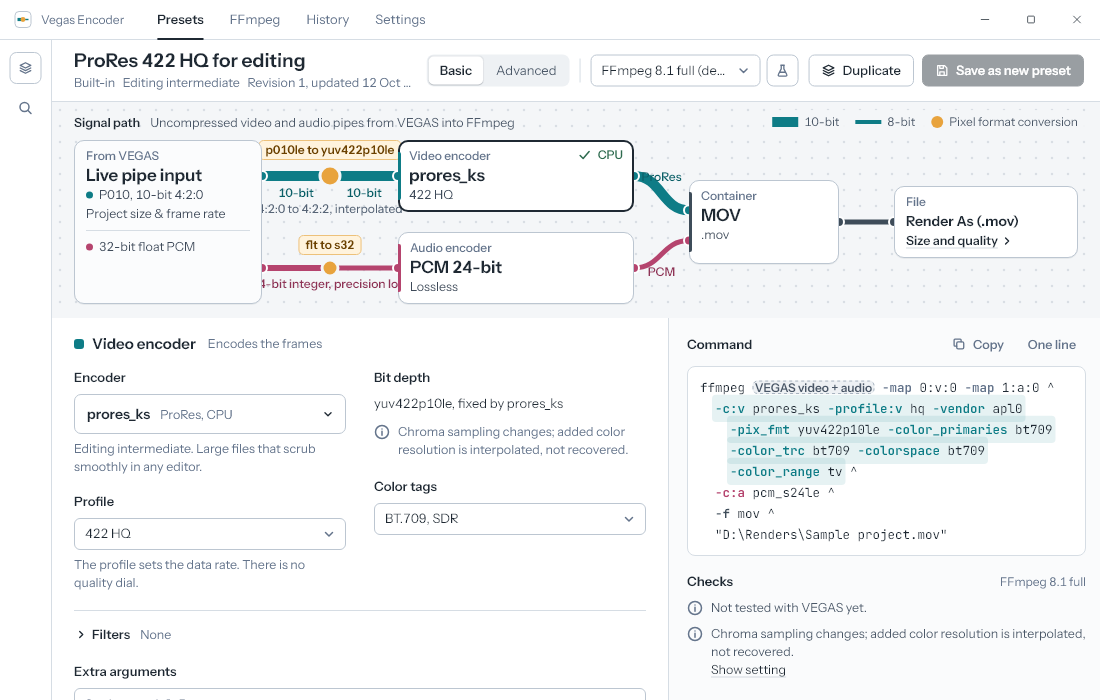 Vegas Encoder
Presets
FFmpeg
History
Settings
ProRes 422 HQ for editing
Built-in Editing intermediate Revision 1, updated 12 Oct ...
Basic
Advanced
FFmpeg 8.1 full (de...
Duplicate
Save as new preset
Signal path Uncompressed video and audio pipes from VEGAS into FFmpeg
10-bit
8-bit
Pixel format conversion
From VEGAS
Live pipe input
P010, 10-bit 4:2:0
Project size & frame rate
32-bit float PCM
p010le to yuv422p10le
10-bit
10-bit
4:2:0 to 4:2:2, interpolated
flt to s32
4-bit integer, precision lo
Video encoder
CPU
prores_ks
422 HQ
Audio encoder
PCM 24-bit
Lossless
ProRes
PCM
Container
MOV
.mov
File
Render As (.mov)
Size and quality
Video encoder Encodes the frames
Encoder
prores_ks ProRes, CPU
Editing intermediate. Large files that scrub
smoothly in any editor.
Profile
422 HQ
The profile sets the data rate. There is no
quality dial.
Bit depth
yuv422p10le, fixed by prores_ks
Chroma sampling changes; added color
resolution is interpolated, not recovered.
Color tags
BT.709, SDR
Filters None
Extra arguments
Command
Copy
One line
ffmpeg VEGAS video + audio -map 0:v:0 -map 1:a:0 ^
-c:v prores_ks -profile:v hq -vendor apl0
-pix_fmt yuv422p10le -color_primaries bt709
-color_trc bt709 -colorspace bt709
-color_range tv ^
-c:a pcm_s24le ^
-f mov ^
"D:\Renders\Sample project.mov"
Checks
FFmpeg 8.1 full
Not tested with VEGAS yet.
Chroma sampling changes; added color resolution is interpolated,
not recovered.
Show setting